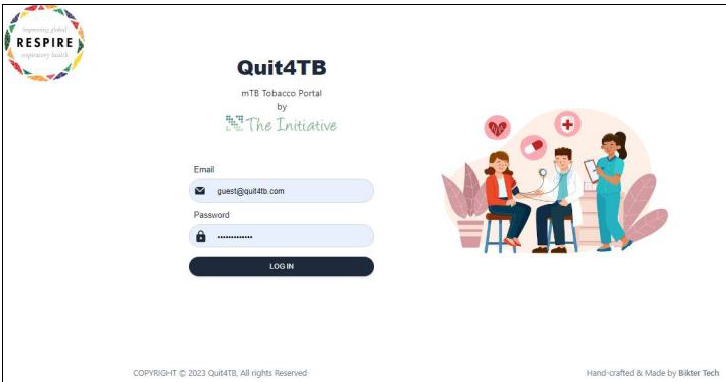 improving global
RESPIRE
respiratory health
Quit4TB
mTB Tobacco Portal
by
The Initiative
Email
guest@quit4tb.com
Password
•••••••••••••
LOG IN
COPYRIGHT © 2023 Quit4TB, All rights Reserved
Hand-crafted & Made by Bikter Tech